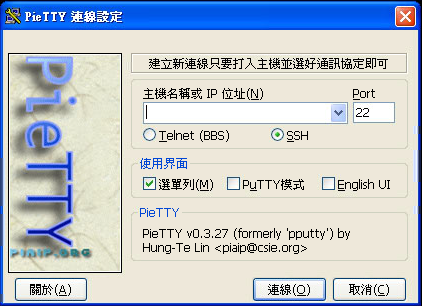 PieTTY 連線設定
PieTTY
PIAIP.ORG
建立新連線只要打入主機並選好通訊協定即可
主機名稱或 IP 位址(N) Port
22
Telnet (BBS) SSH
使用界面
選單列(M) PuTTY模式 English UI
PieTTY
PieTTY v0.3.27 (formerly 'pputty') by
Hung-Te Lin <piaip@csie.org>
關於(A) 連線(O) 取消(C)